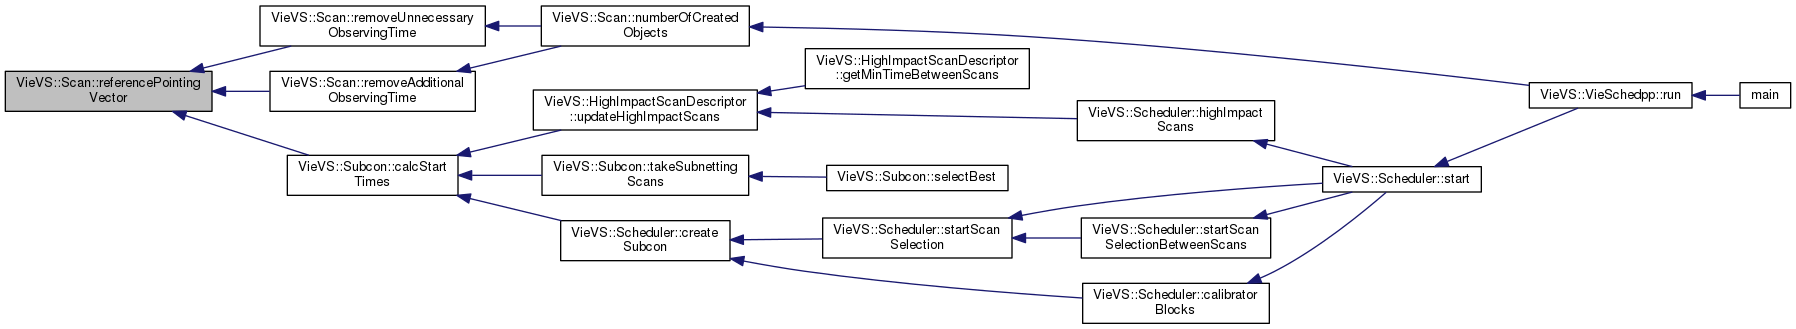 VieVS::Scan::referencePointing
Vector
VieVS::Scan::removeUnnecessary
ObservingTime
VieVS::Scan::removeAdditional
ObservingTime
VieVS::Subcon::calcStart
Times
VieVS::Scan::numberOfCreated
Objects
VieVS::HighImpactScanDescriptor
::updateHighImpactScans
VieVS::Subcon::takeSubnetting
Scans
VieVS::Scheduler::create
Subcon
VieVS::HighImpactScanDescriptor
::getMinTimeBetweenScans
VieVS::Subcon::selectBest
VieVS::Scheduler::startScan
Selection
VieVS::Scheduler::highImpact
Scans
VieVS::Scheduler::startScan
SelectionBetweenScans
VieVS::Scheduler::calibrator
Blocks
VieVS::Scheduler::start
VieVS::VieSchedpp::run
main